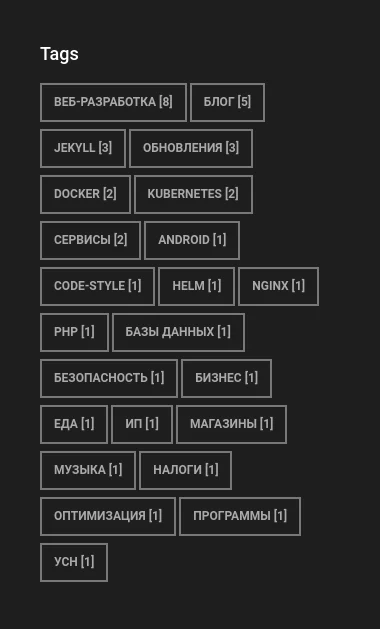 Tags
ВЕБ-РАЗРАБОТКА [8] БЛОГ [5]
JEKYLL [3] ОБНОВЛЕНИЯ [3]
DOCKER [2] KUBERNETES [2]
СЕРВИСЫ [2] ANDROID [1]
CODE-STYLE [1] HELM [1] NGINX [1]
PHP [1] БАЗЫ ДАННЫХ [1]
БЕЗОПАСНОСТЬ [1] БИЗНЕС [1]
ЕДА [1] ИП [1] МАГАЗИНЫ [1]
МУЗЫКА [1] НАЛОГИ [1]
ОПТИМИЗАЦИЯ [1] ПРОГРАММЫ [1]
УСН [1]